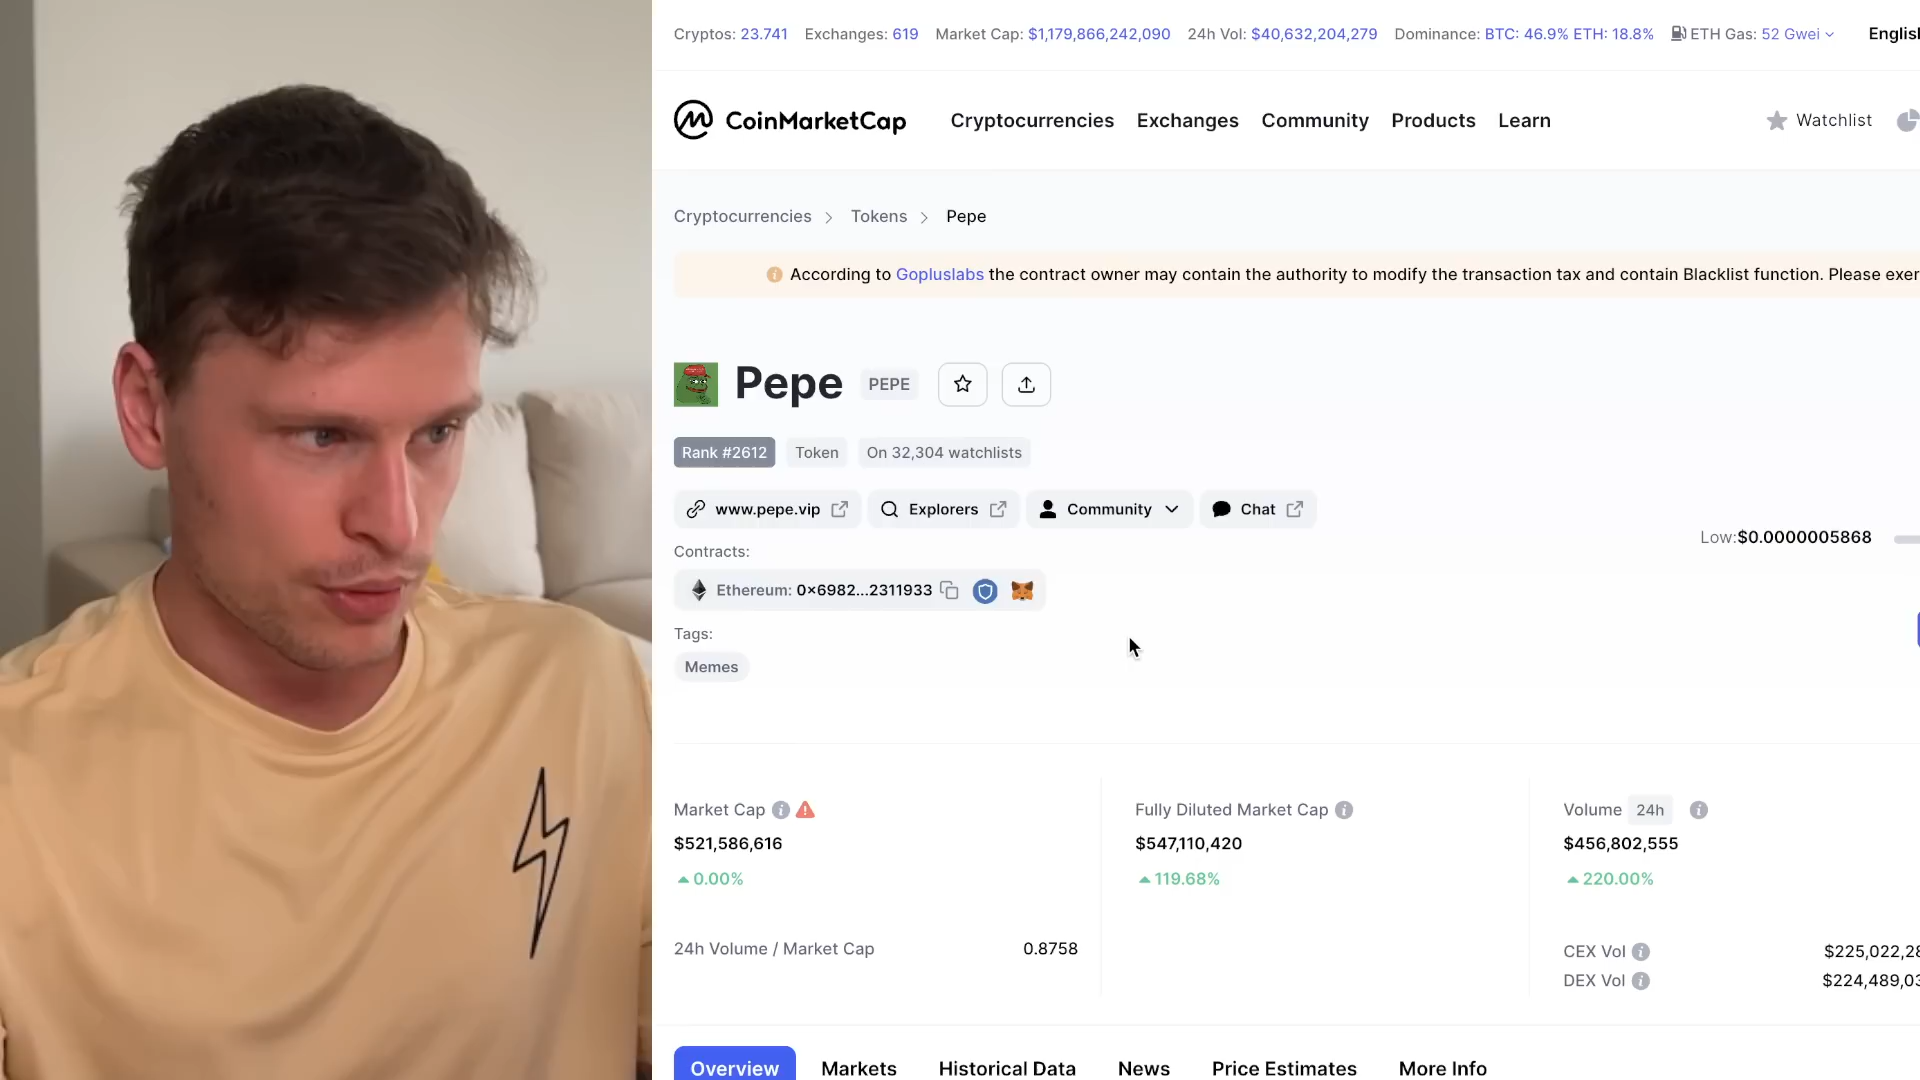 Cryptos: 23.741 Exchanges: 619 Market Cap: $1,179,866,242,090 24h Vol: $40,632,204,279 Dominance: BTC: 46.9% ETH: 18.8% ETH Gas: 52 Gwei
CoinMarketCap Cryptocurrencies Exchanges Community Products Learn Watchlist
Cryptocurrencies > Tokens > Pepe
According to Gopluslabs the contract owner may contain the authority to modify the transaction tax and contain Blacklist function. Please
Pepe PEPE
Rank #2612 Token On 32,304 watchlists
www.pepe.vip Explorers Community Chat
Low:$0.0000005868
Contracts:
Ethereum: 0x6982...2311933
Tags:
Memes
Market Cap Fully Diluted Market Cap Volume 24h
$521,586,616 $547,110,420 $456,802,555
0.00% 119.68% 220.00%
24h Volume / Market Cap 0.8758
CEX Vol $225,022,28
DEX Vol $224,489,03
Overview Markets Historical Data News Price Estimates More Info